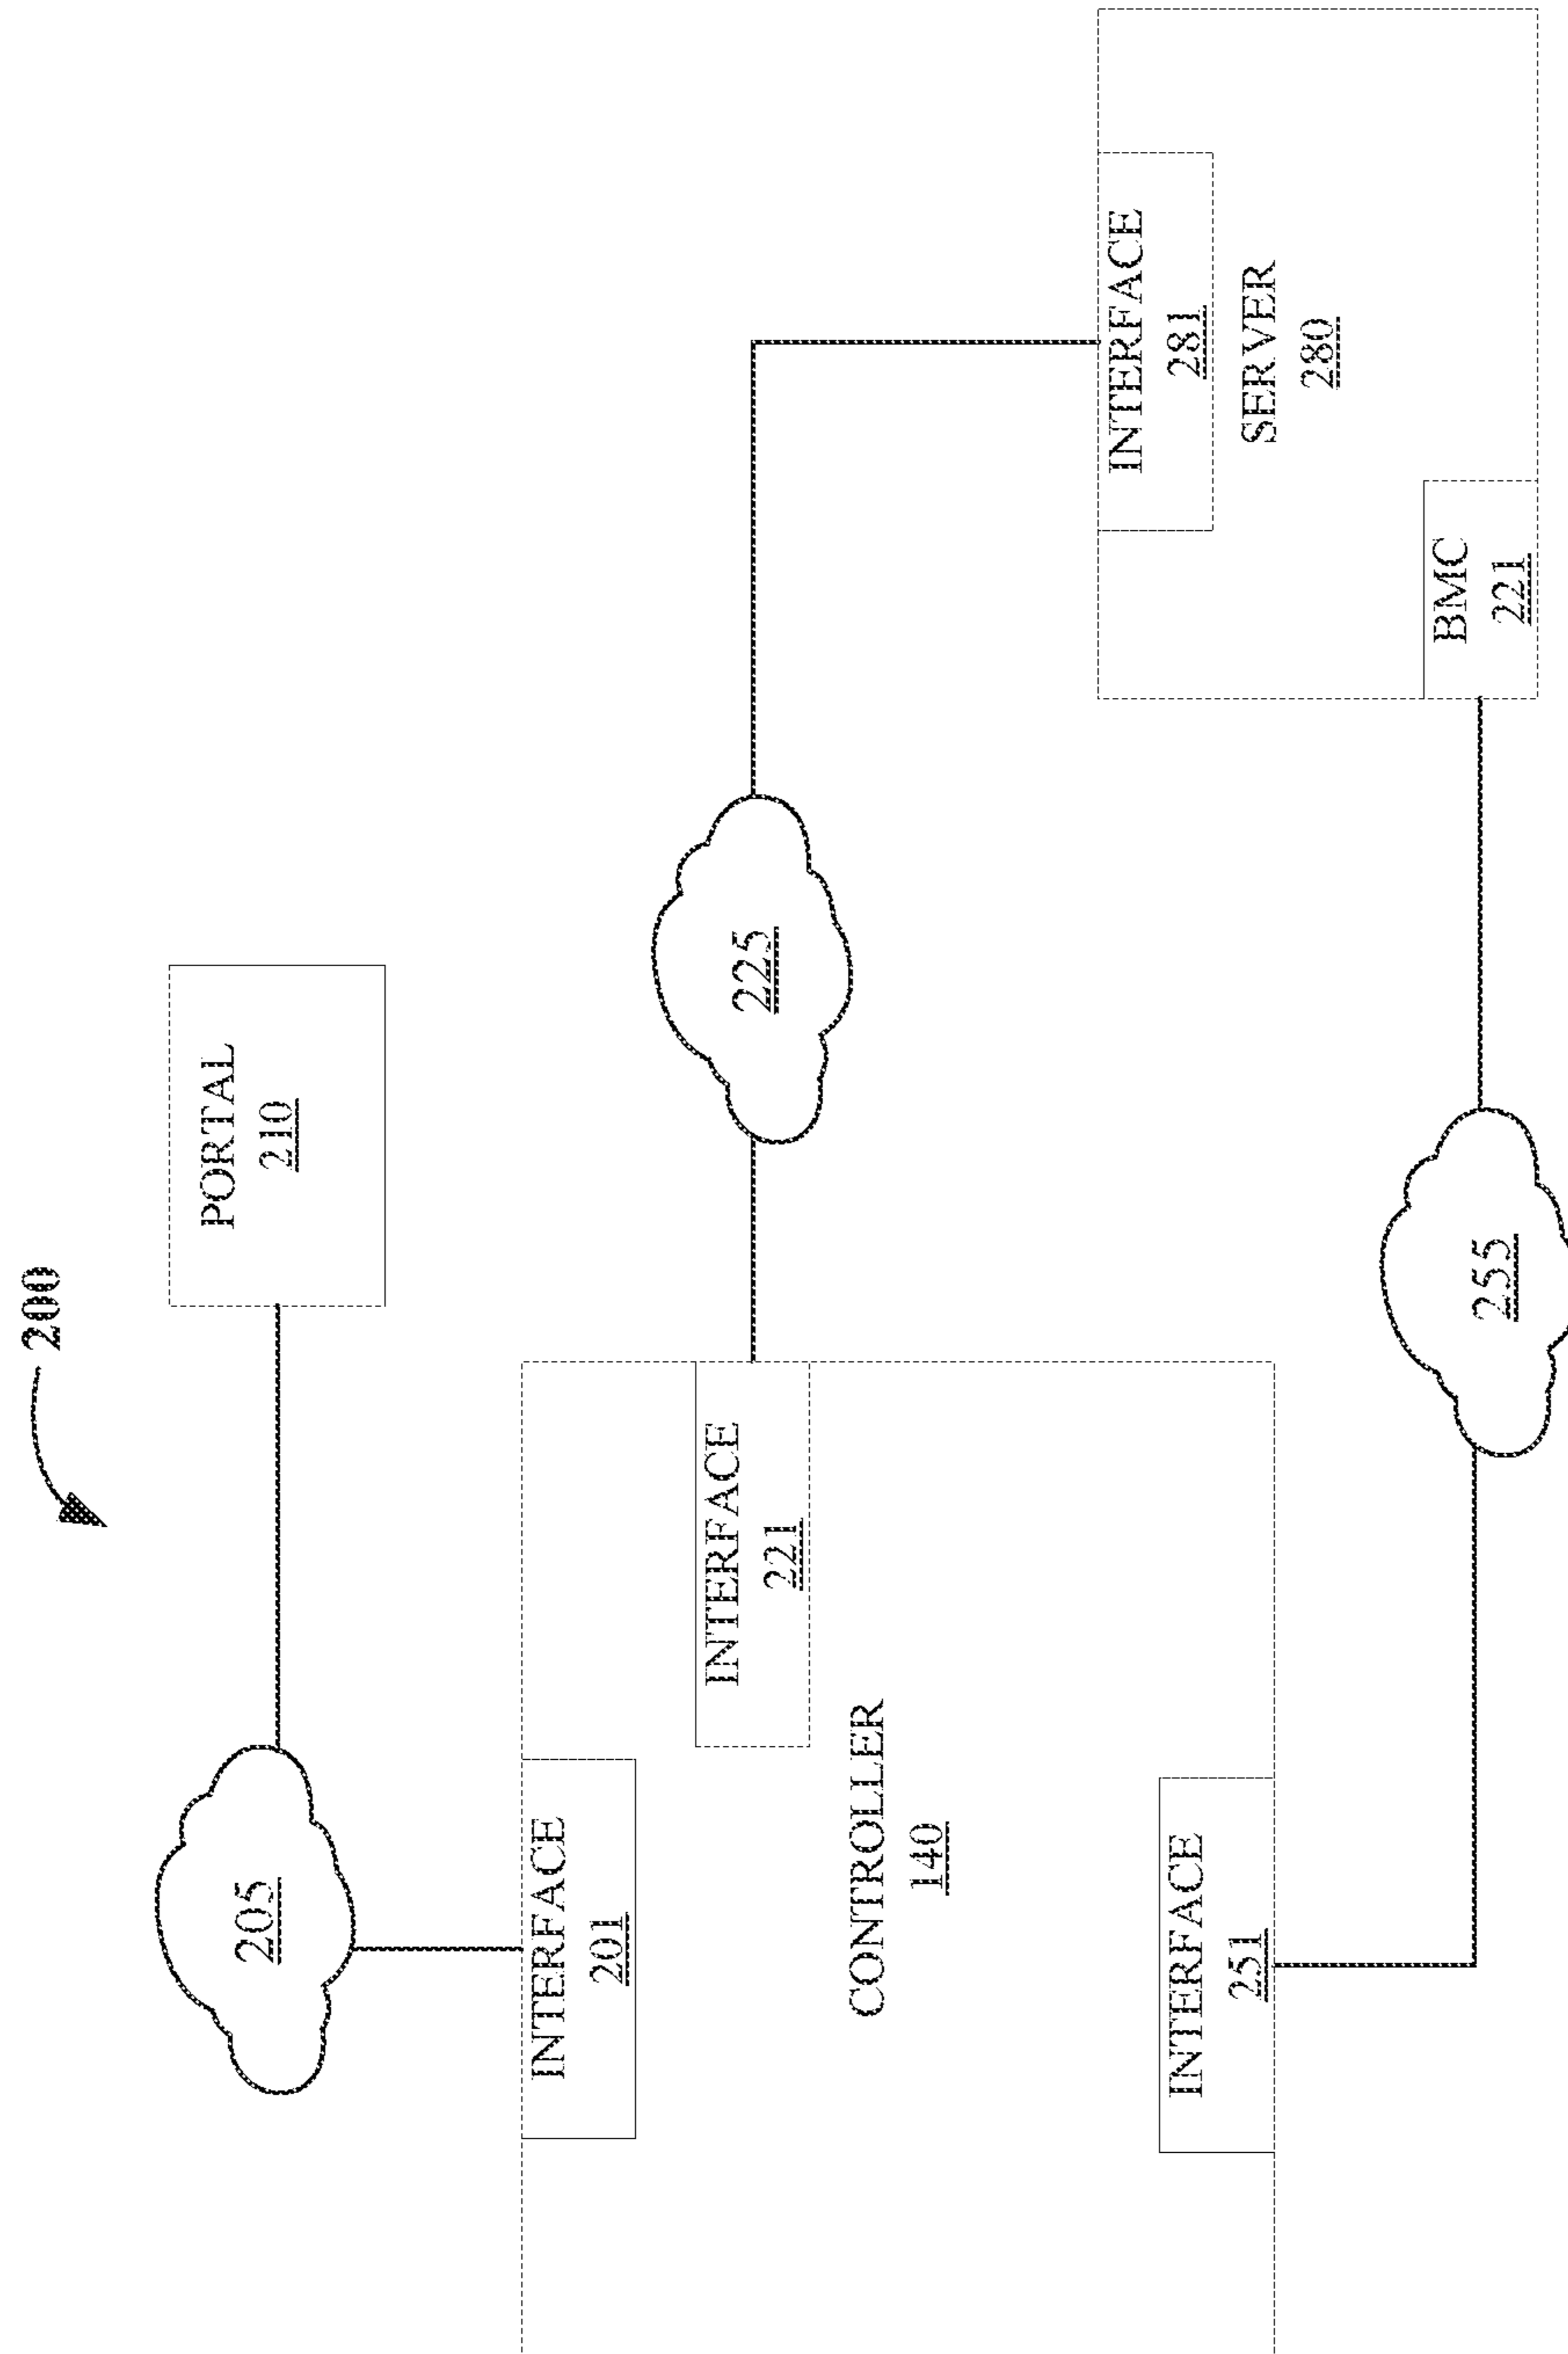 200
PORTAL
210
205
225
INTERFACE
201
INTERFACE
221
CONTROLLER
140
INTERFACE
251
INTERFACE
281
SERVER
280
BMC
221
255